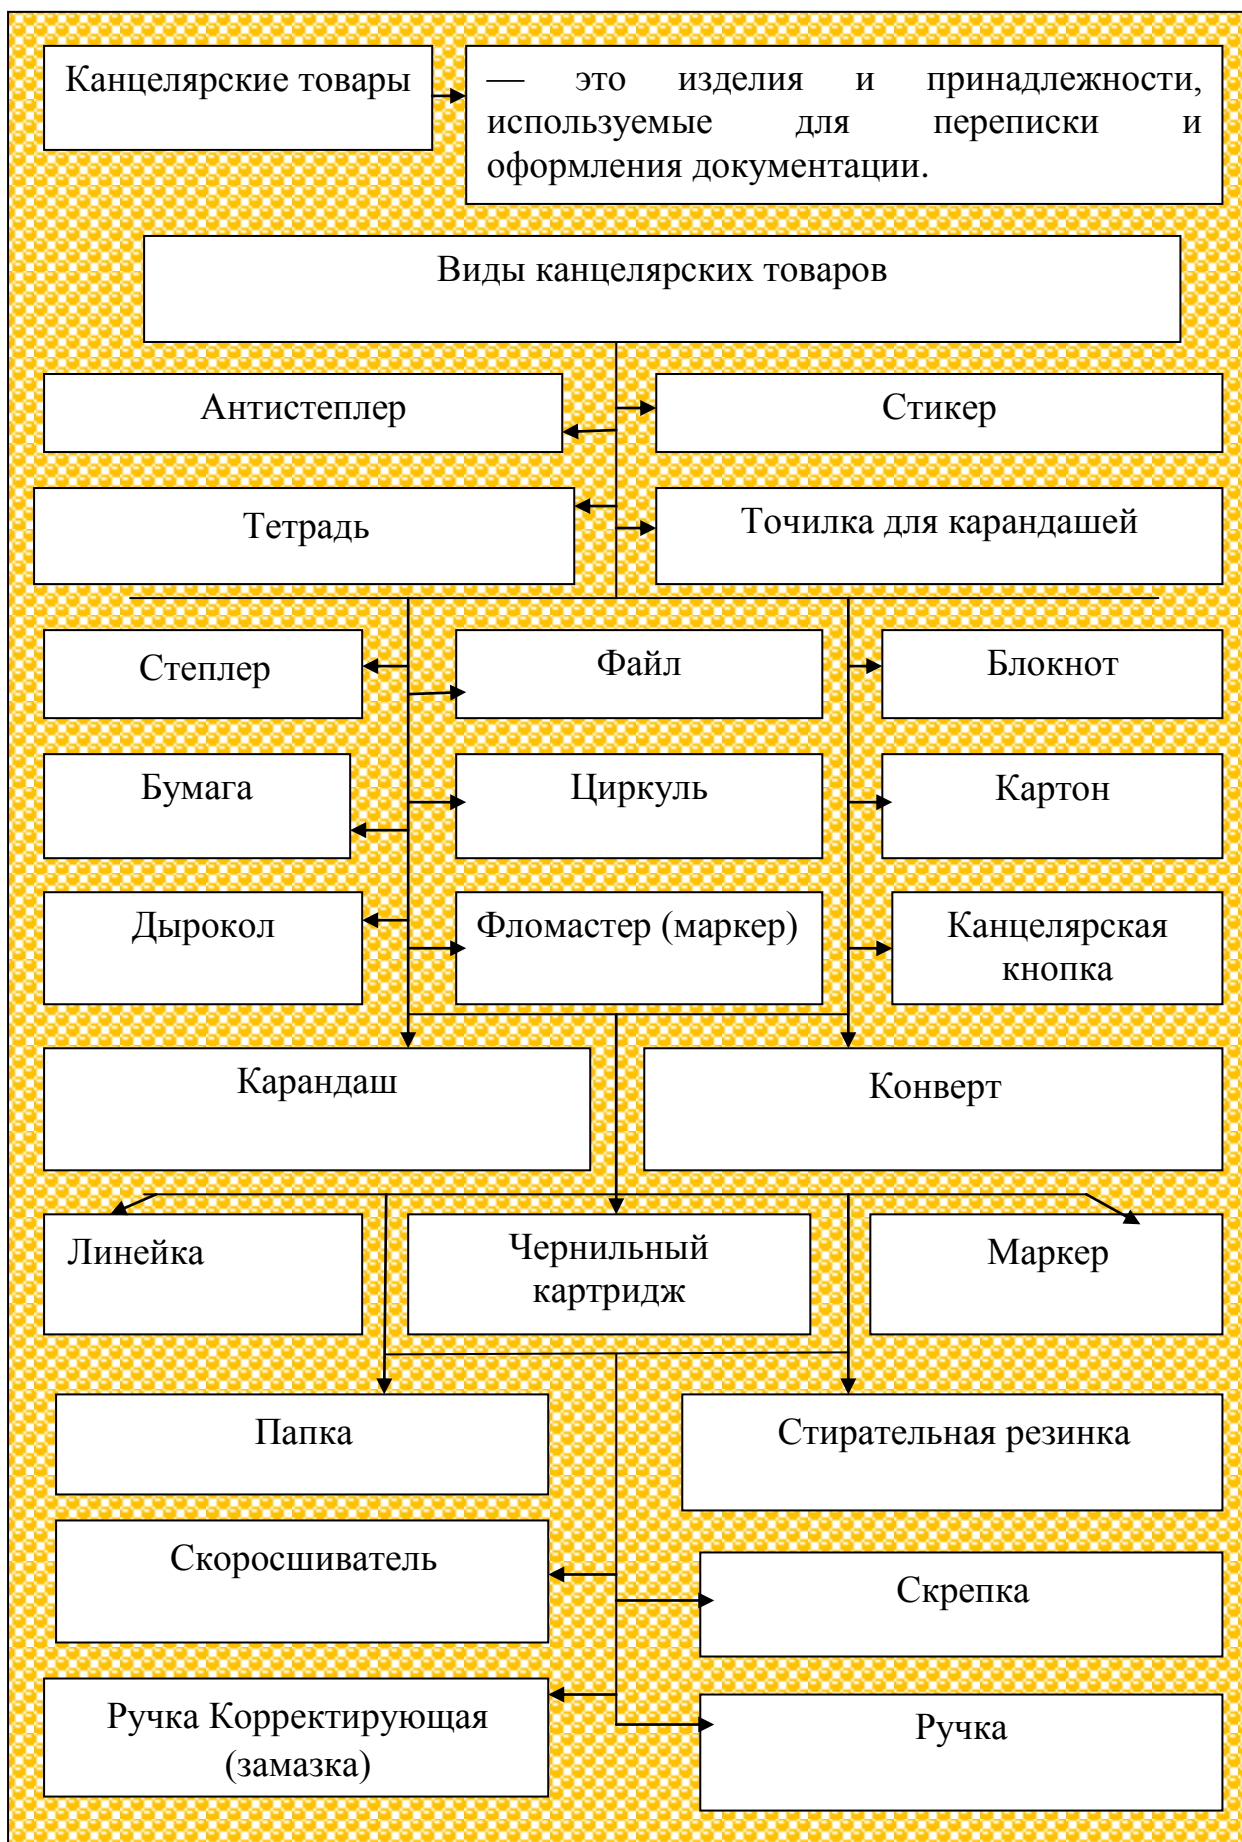 Канцелярские товары
— это изделия и принадлежности,
используемые для переписки и
оформления документации.
Виды канцелярских товаров
Антистеплер
Стикер
Тетрадь
Точилка для карандашей
Степлер
Файл
Блокнот
Бумага
Циркуль
Картон
Дырокол
Фломастер (маркер)
Канцелярская
кнопка
Карандаш
Конверт
Линейка
Чернильный
картридж
Маркер
Папка
Стирательная резинка
Скоросшиватель
Скрепка
Ручка Корректирующая
(замазка)
Ручка